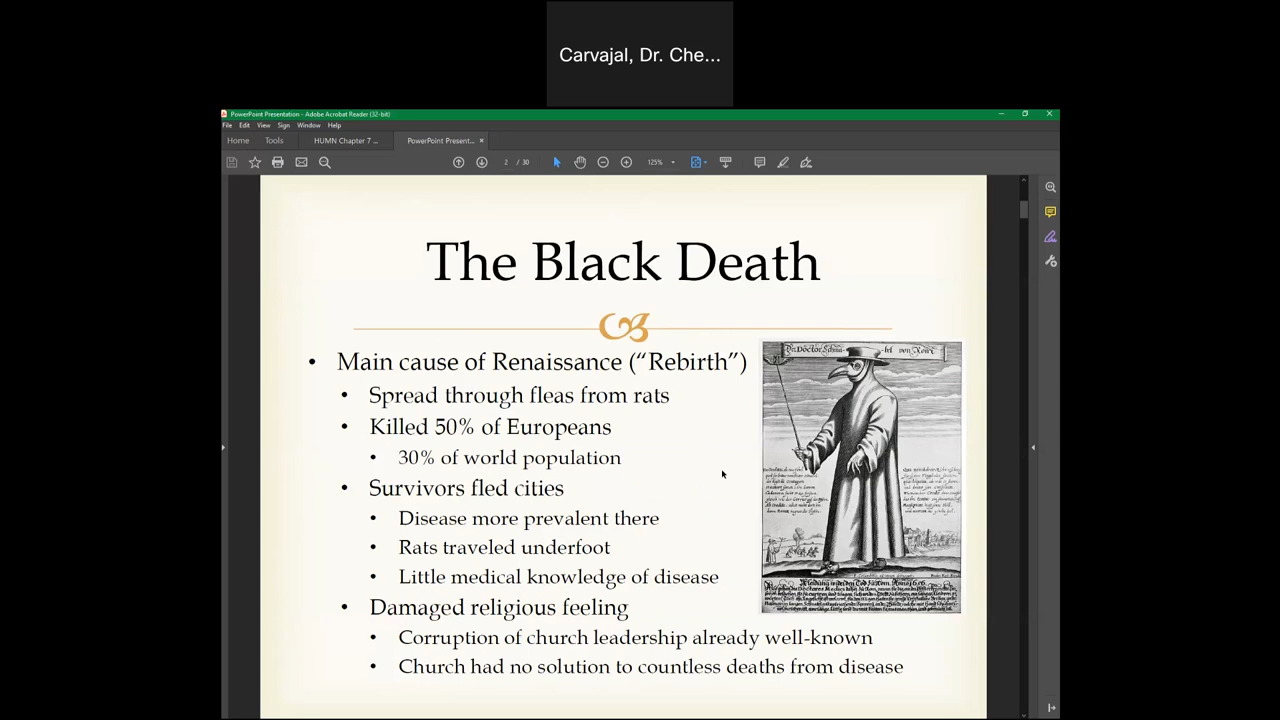 Carvajal, Dr. Che...
PowerPoint Presentation - Adobe Acrobat Reader (32-bit)
File Edit View Sign Window Help
Home Tools HUMN Chapter 7 ... PowerPoint Present... ×
2 / 30 125%
The Black Death
• Main cause of Renaissance (“Rebirth”)
• Spread through fleas from rats
• Killed 50% of Europeans
• 30% of world population
• Survivors fled cities
• Disease more prevalent there
• Rats traveled underfoot
• Little medical knowledge of disease
• Damaged religious feeling
• Corruption of church leadership already well-known
• Church had no solution to countless deaths from disease